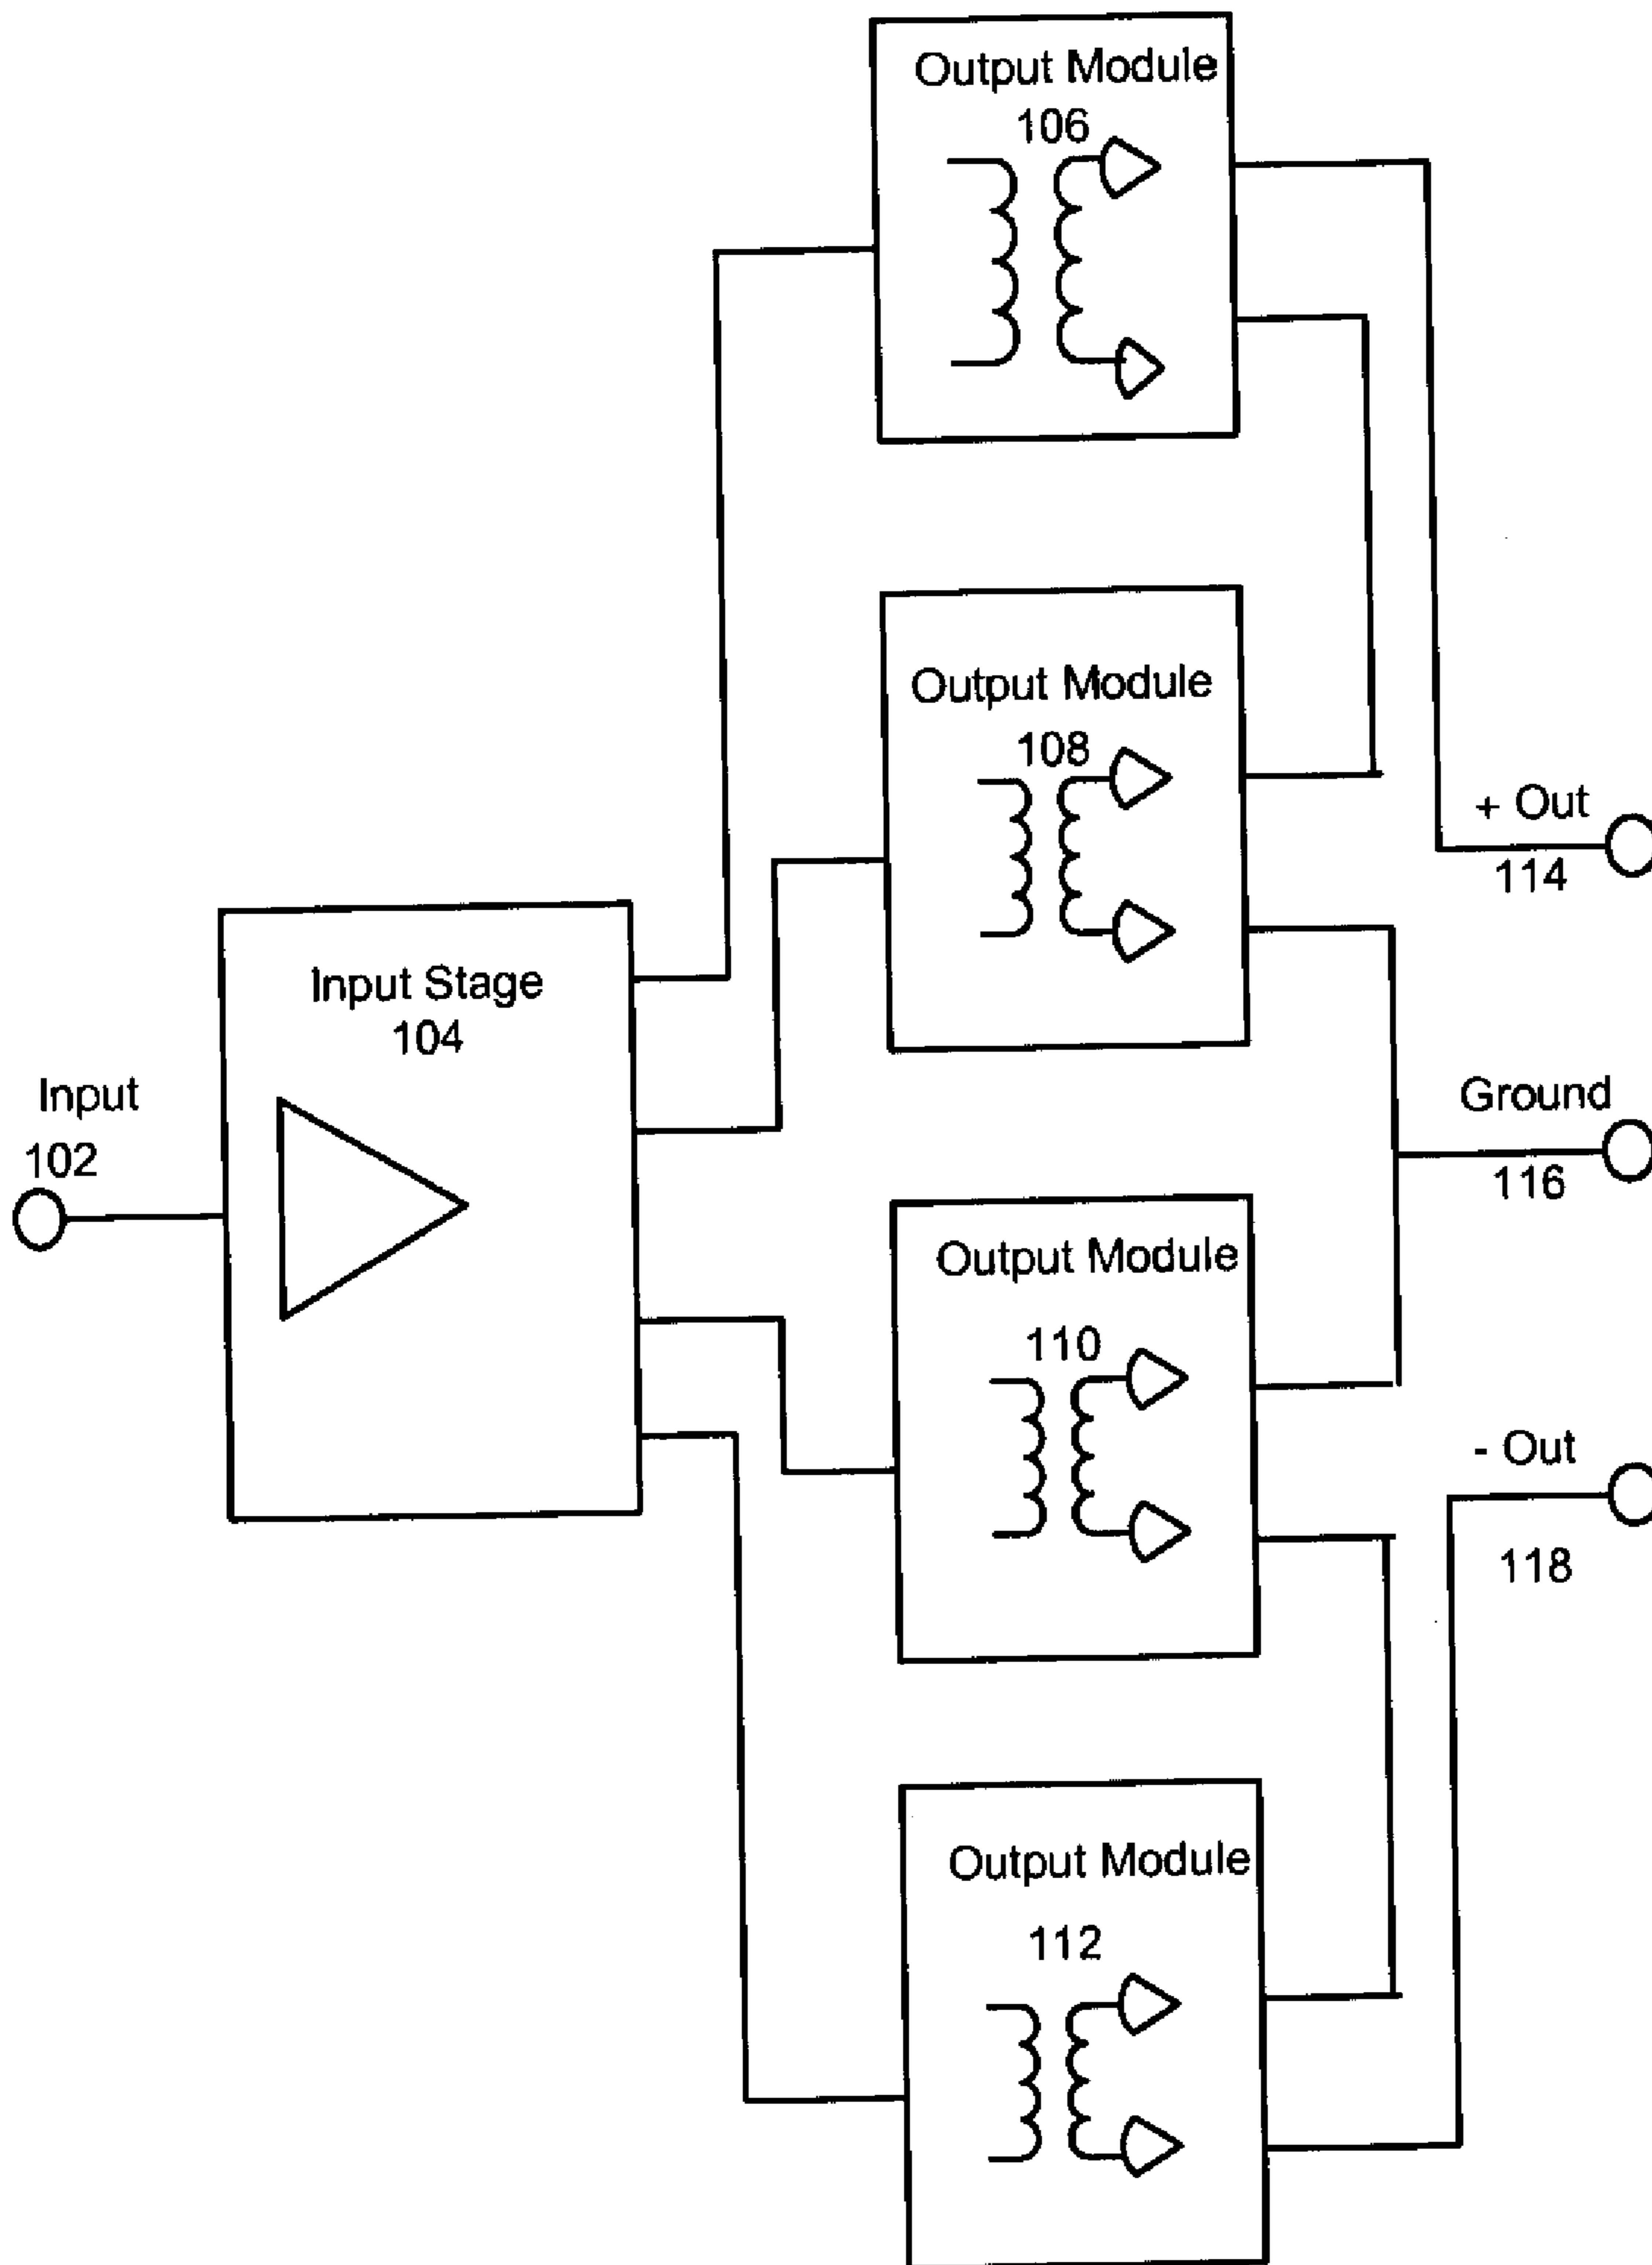 Output Module
106
Output Module
108
+ Out
114
Input Stage
104
Input
102
Ground
116
Output Module
110
- Out
118
Output Module
112